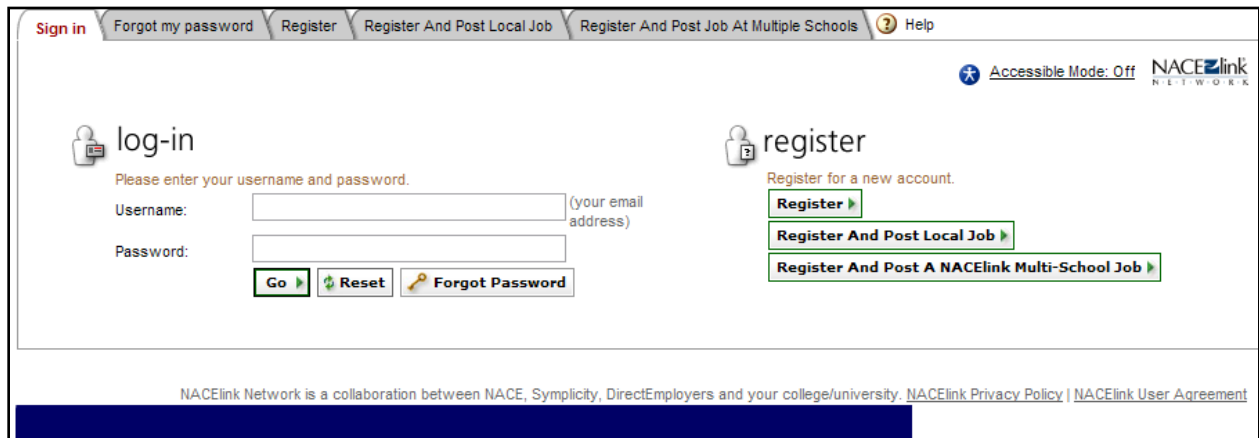 Sign in Forgot my password Register Register And Post Local Job Register And Post Job At Multiple Schools ? Help
Accessible Mode: Off NACElink
N·E·T·W·O·R·K
log-in
Please enter your username and password.
Username: (your email
address)
Password:
Go Reset Forgot Password
register
Register for a new account.
Register
Register And Post Local Job
Register And Post A NACElink Multi-School Job
NACElink Network is a collaboration between NACE, Symplicity, DirectEmployers and your college/university. NACElink Privacy Policy | NACElink User Agreement